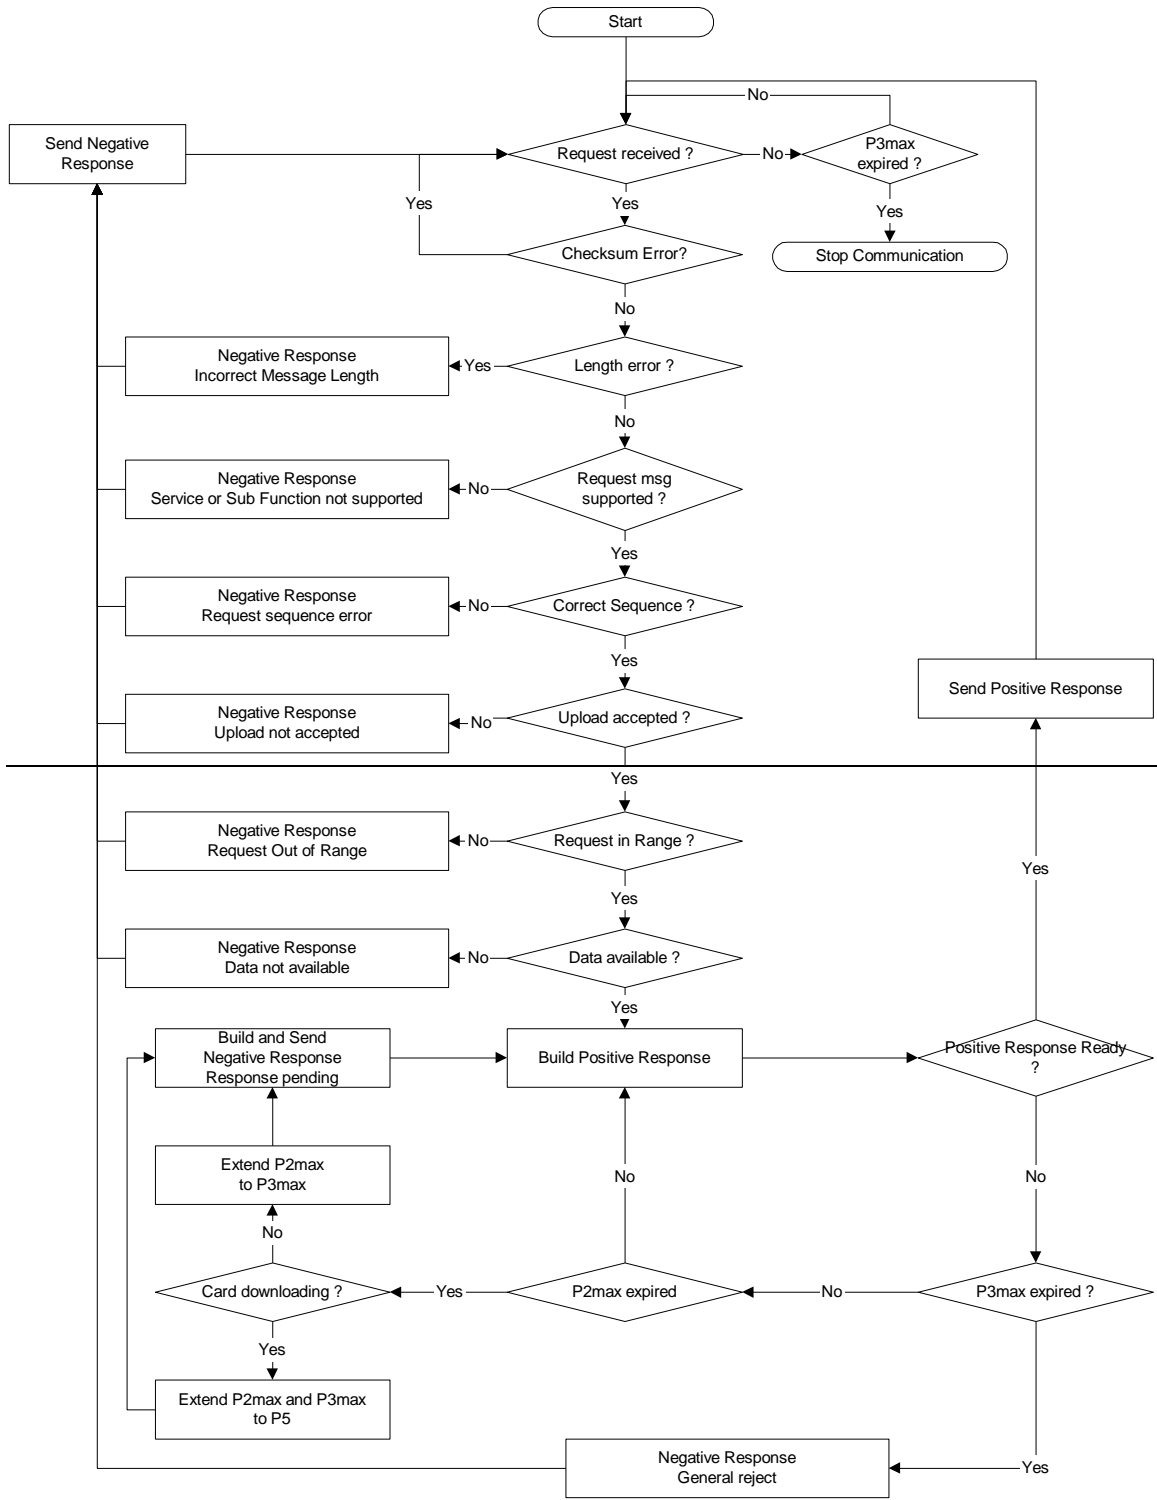 Start
No
Send Negative
Response
Request received ?
No
P3max
expired ?
Yes
Yes
Yes
Checksum Error?
Stop Communication
No
Negative Response
Incorrect Message Length
Yes
Length error ?
No
Negative Response
Service or Sub Function not supported
No
Request msg
supported ?
Yes
Negative Response
Request sequence error
No
Correct Sequence ?
Yes
Send Positive Response
Negative Response
Upload not accepted
No
Upload accepted ?
Yes
Negative Response
Request Out of Range
No
Request in Range ?
Yes
Yes
Negative Response
Data not available
No
Data available ?
Yes
Build and Send
Negative Response
Response pending
Build Positive Response
Positive Response Ready
?
Extend P2max
to P3max
No
No
No
Card downloading ?
Yes
P2max expired
No
P3max expired ?
Yes
Extend P2max and P3max
to P5
Negative Response
General reject
Yes